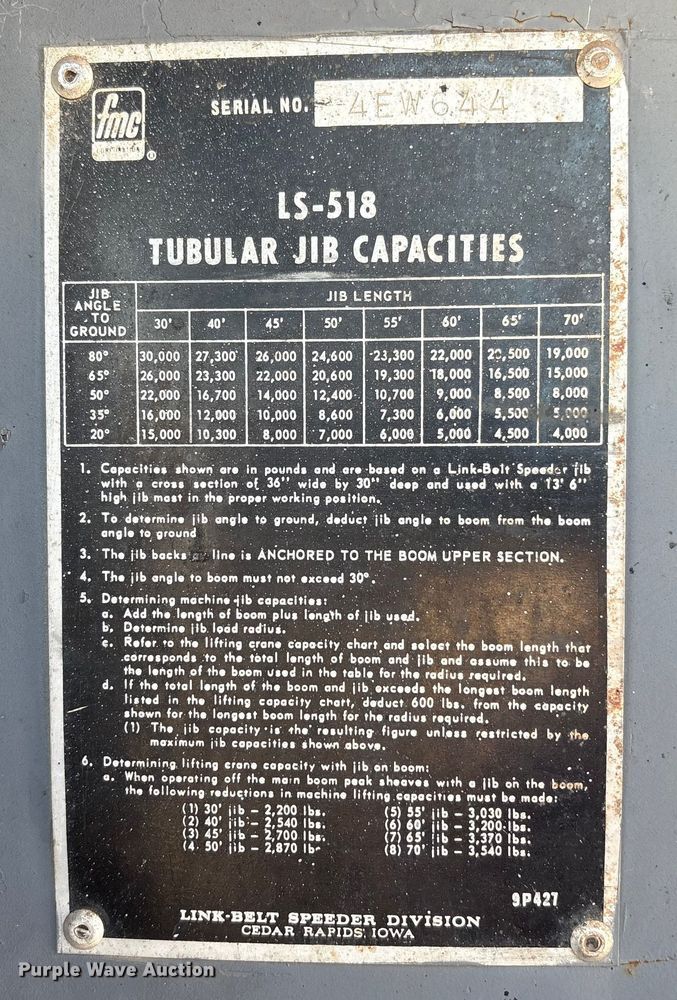 fmc
CORPORATION
SERIAL NO. 4EW644
LS-518
TUBULAR JIB CAPACITIES
JIB ANGLE TO GROUND JIB LENGTH
30' 40' 45' 50' 55' 60' 65' 70'
80° 30,000 27,300 26,000 24,600 23,300 22,000 20,500 19,000
65° 26,000 23,300 22,000 20,600 19,300 18,000 16,500 15,000
50° 22,000 16,700 14,000 12,400 10,700 9,000 8,500 8,000
35° 16,000 12,000 10,000 8,600 7,300 6,000 5,500 5,000
20° 15,000 10,300 8,000 7,000 6,000 5,000 4,500 4,000
1. Capacities shown are in pounds and are based on a Link-Belt Speeder jib
with a cross section of 36" wide by 30" deep and used with a 13' 6"
high jib mast in the proper working position.
2. To determine jib angle to ground, deduct jib angle to boom from the boom
angle to ground
3. The jib line is ANCHORED TO THE BOOM UPPER SECTION.
4. The jib angle to boom must not exceed 30°.
5. Determining machine jib capacities:
a. Add the length of boom plus length of jib used.
b. Determine jib load radius.
c. Refer to the lifting crane capacity chart and select the boom length that
corresponds to the total length of boom and jib and assume this to be
the length of the boom used in the table for the radius required.
d. If the total length of the boom and jib exceeds the longest boom length
listed in the lifting capacity chart, deduct 600 lbs. from the capacity
shown for the longest boom length for the radius required.
(1) The jib capacity is the resulting figure unless restricted by the
maximum jib capacities shown above.
6. Determining lifting crane capacity with jib on boom:
a. When operating off the main boom peak sheaves with a jib on the boom,
the following reductions in machine lifting capacities must be made:
(1) 30' jib — 2,200 lbs. (5) 55' jib — 3,030 lbs.
(2) 40' jib — 2,540 lbs. (6) 60' jib — 3,200 lbs.
(3) 45' jib — 2,700 lbs. (7) 65' jib — 3,370 lbs.
(4) 50' jib — 2,870 lb (8) 70' jib — 3,540 lbs.
9P427
LINK-BELT SPEEDER DIVISION
CEDAR RAPIDS, IOWA
Purple Wave Auction